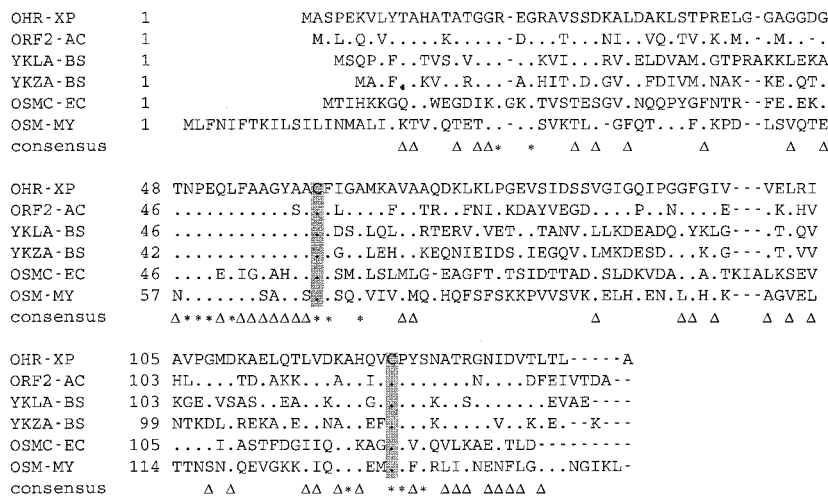 OHR-XP 1 MASPEKVLYTAHATATGGR-EGRAVSSDKALDAKLSTPRELG-GAGGDG
ORF2-AC 1 M.L.Q.V.....K......-D...T...NI..VQ.TV.K.M.-.M...-.
YKLA-BS 1 MSQP.F..TVS.V......-...KVI...RV.ELDVAM.GTPRAKKLEKA
YKZA-BS 1 MA.F..KV..R....-A.HIT.D.GV..FDIVM.NAK--KE.QT.
OSMC-EC 1 MTIHKKGQ..WEGDIK.GK.TVSTESGV.NQQPYGFNTR--FE.EK.
OSM-MY 1 MLFNIFTKILSILINMALI.KTV.QTET..-..SVKTL.-GFQT...F.KPD..LSVQTE
consensus Δ Δ Δ Δ Δ * * Δ Δ Δ Δ Δ Δ
OHR-XP 48 TNPEQLFAAGYAACFIGAMKAVAAQDKLKLPGEVSIDSSVGIGQIPGGFGIV---VELRI
ORF2-AC 46 ............S..L....F..TR..FNI.KDAYVEGD....P..N....E----K.HV
YKLA-BS 46 ...............DS.LQL..RTERV.VET..TANV.LLKDEADQ.YKLG---T.QV
YKZA-BS 42 ...............G..LEH..KEQNIEIDS.IEGQV.LMKDESD..K.G----T.VV
OSMC-EC 46 ....E.IG.AH....SM.LSLMLG-EAGFT.TSIDTTAD.SLDKVDA..A.TKIALKSEV
OSM-MY 57 N.......SA..S..SQ.VIV.MQ.HQFSFSKKPVVSVK.ELH.EN.L.H.K---AGVEL
consensus Δ***Δ*ΔΔΔΔΔΔΔ** * ΔΔ Δ ΔΔ Δ Δ Δ Δ
OHR-XP 105 AVPGMDKAELQTLVDKAHQVCPYSNATRGNIDVTLTL-----A
ORF2-AC 103 HL....TD.AKK...A..I........N....DFEIVTDA--
YKLA-BS 103 KGE.VSAS..EA..K...G.....K..S.......EVAE----
YKZA-BS 99 NTKDL.REKA.E..NA..EF....K......V..K.E--K---
OSMC-EC 105 ....I.ASTFDGIIQ..KAG..V.QVLKAE.TLD---------
OSM-MY 114 TTNSN.QEVGKK.IQ...EM..F.RLI.NENFLG...NGIKL-
consensus Δ Δ ΔΔ Δ*Δ **Δ* ΔΔΔ ΔΔΔΔ Δ